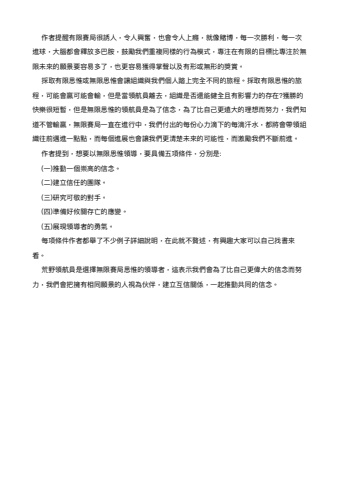 作者提醒有限賽局很誘人、令人興奮，也會令人上癮，就像賭博，每一次勝利，每一次
進球，大腦都會釋放多巴胺，鼓勵我們重複同樣的行為模式，專注在有限的目標比專注於無
限未來的願景要容易多了，也更容易獲得掌聲以及有形或無形的獎賞。
採取有限思惟或無限思惟會讓組織與我們個人踏上完全不同的旅程。採取有限思惟的旅
程，可能會贏可能會輸，但是當領航員離去，組織是否還能健全且有影響力的存在?獲勝的
快樂很短暫，但是無限思惟的領航員是為了信念，為了比自己更遠大的理想而努力，我們知
道不管輸贏，無限賽局一直在進行中，我們付出的每份心力滴下的每滴汗水，都將會帶領組
織往前邁進一點點，而每個進展也會讓我們更清楚未來的可能性，而激勵我們不斷前進。
作者提到，想要以無限思惟領導，要具備五項條件，分別是:
(一)推動一個崇高的信念。
(二)建立信任的團隊。
(三)研究可敬的對手。
(四)準備好攸關存亡的應變。
(五)展現領導者的勇氣。
每項條件作者都舉了不少例子詳細說明，在此就不贅述，有興趣大家可以自己找書來
看。
荒野領航員是選擇無限賽局思惟的領導者，這表示我們會為了比自己更偉大的信念而努
力，我們會把擁有相同願景的人視為伙伴，建立互信關係，一起推動共同的信念。